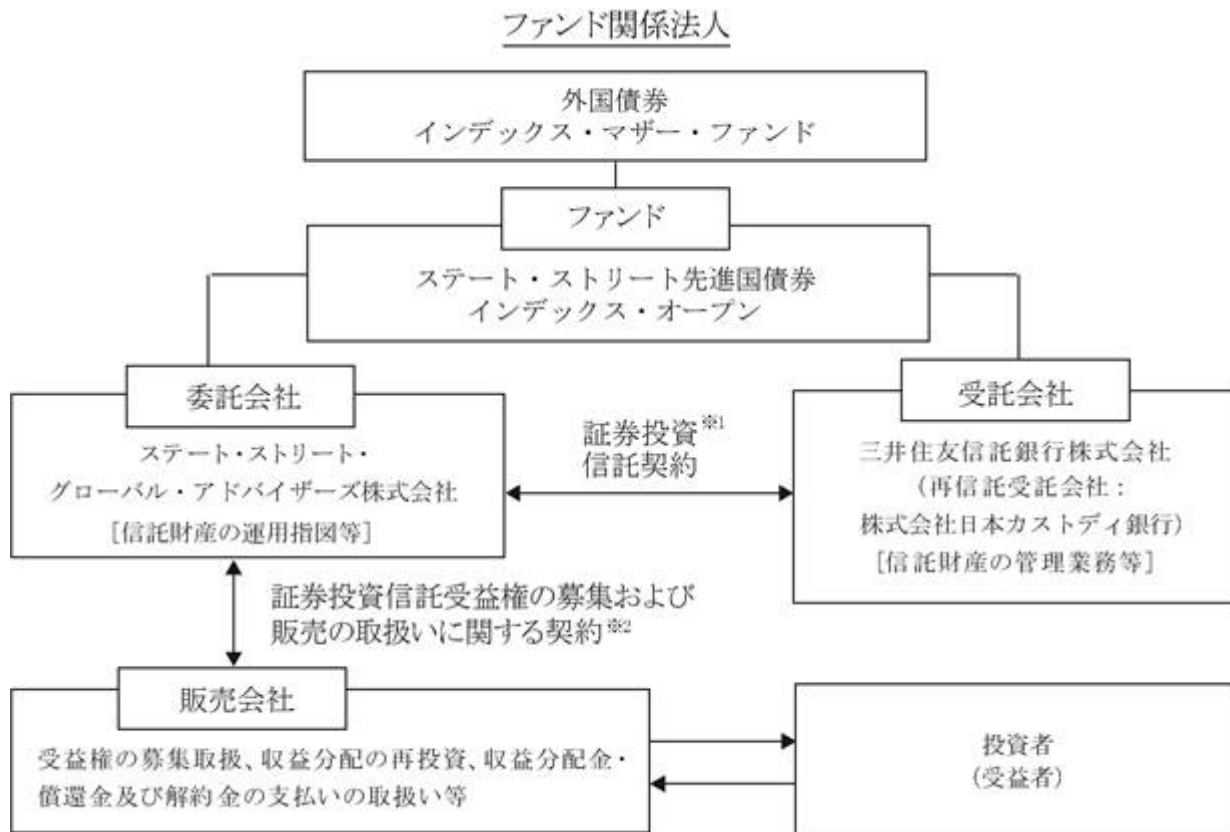 ファンド関係法人
外国債券
インデックス・マザー・ファンド
ファンド
ステート・ストリート先進国債券
インデックス・オープン
委託会社
ステート・ストリート・
グローバル・アドバイザーズ株式会社
[信託財産の運用指図等]
証券投資※1
信託契約
受託会社
三井住友信託銀行株式会社
(再信託受託会社:
株式会社日本カストディ銀行)
[信託財産の管理業務等]
証券投資信託受益権の募集および
販売の取扱いに関する契約※2
販売会社
受益権の募集取扱、収益分配の再投資、収益分配金・
償還金及び解約金の支払いの取扱い等
投資者
(受益者)